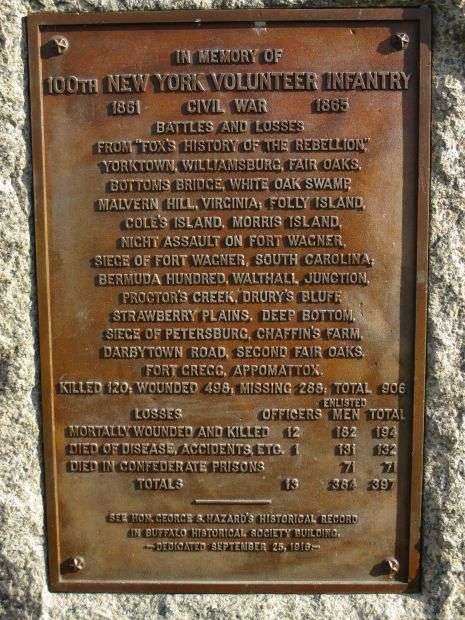 IN MEMORY OF
100TH NEW YORK VOLUNTEER INFANTRY
1861 CIVIL WAR 1865
BATTLES AND LOSSES
FROM "FOX'S HISTORY OF THE REBELLION,"
YORKTOWN, WILLIAMSBURG, FAIR OAKS,
BOTTOMS BRIDGE, WHITE OAK SWAMP,
MALVERN HILL, VIRGINIA; FOLLY ISLAND,
COLE'S ISLAND, MORRIS ISLAND,
NIGHT ASSAULT ON FORT WAGNER,
SIEGE OF FORT WAGNER, SOUTH CAROLINA;
BERMUDA HUNDRED, WALTHALL, JUNCTION,
PROCTOR'S CREEK, DRURY'S BLUFF,
STRAWBERRY PLAINS, DEEP BOTTOM,
SIEGE OF PETERSBURG, CHAFFIN'S FARM,
DARBYTOWN ROAD, SECOND FAIR OAKS,
FORT GREGG, APPOMATTOX.
KILLED 120; WOUNDED 498; MISSING 288; TOTAL 906
ENLISTED
LOSSES OFFICERS MEN TOTAL
MORTALLY WOUNDED AND KILLED 12 182 194
DIED OF DISEASE, ACCIDENTS, ETC. 1 131 132
DIED IN CONFEDERATE PRISONS 71 71
TOTALS 13 384 397
SEE HON. GEORGE S. HAZARD'S HISTORICAL RECORD
IN BUFFALO HISTORICAL SOCIETY BUILDING.
—DEDICATED SEPTEMBER 25, 1916—